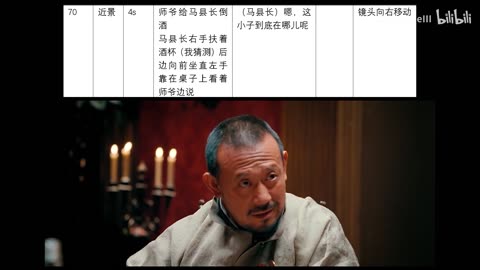 elll bilibili
70
近景
4s
师爷给马县长倒
酒
马县长右手扶着
酒杯（我猜测）后
边向前坐直左手
靠在桌子上看着
师爷边说
（马县长）嗯，这
小子到底在哪儿呢
镜头向右移动